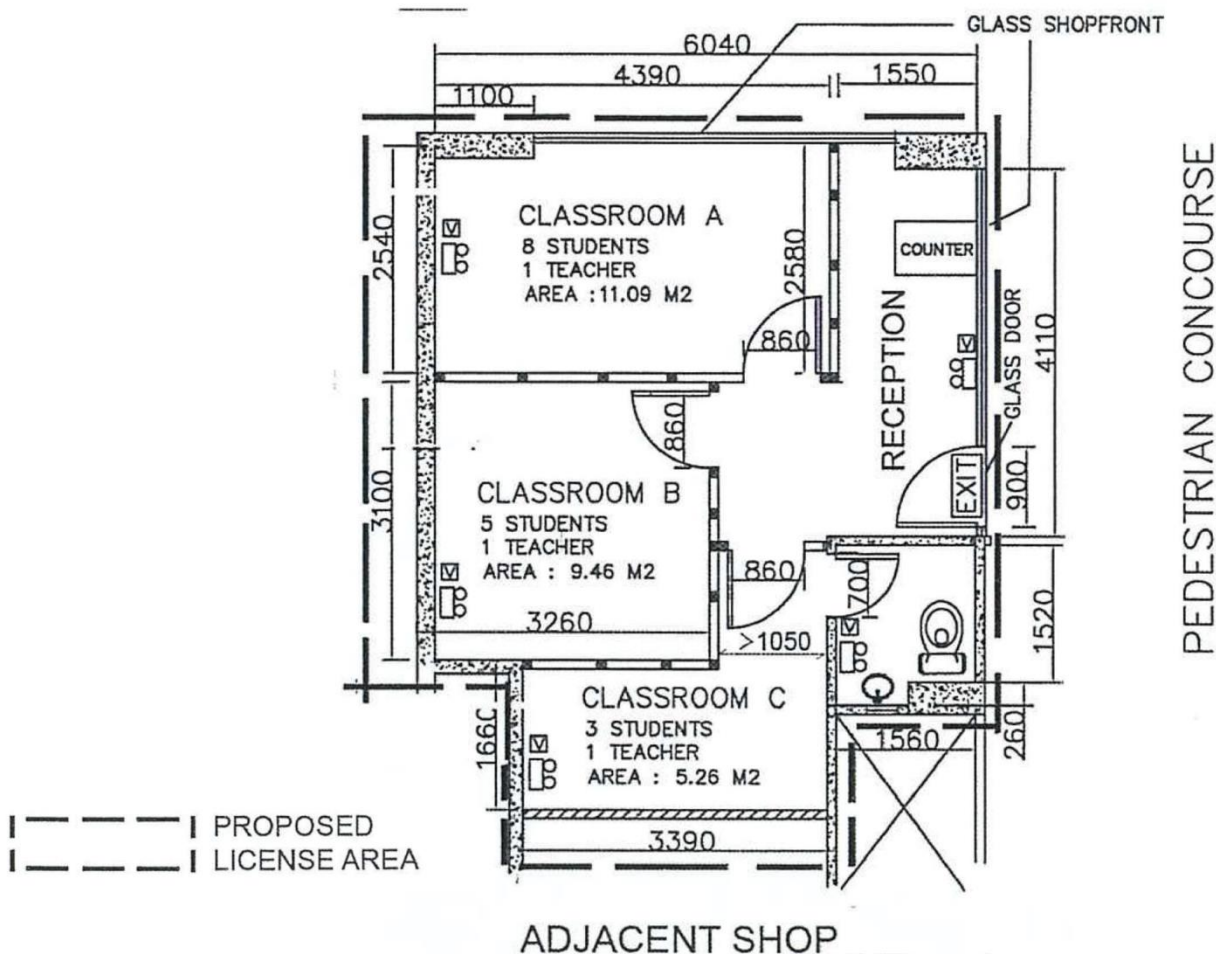 GLASS SHOPFRONT
6040
4390
1550
1100
2540
CLASSROOM A
8 STUDENTS
1 TEACHER
AREA :11.09 M2
2580
860
V
COUNTER
RECEPTION
V
GLASS DOOR
4110
PEDESTRIAN CONCOURSE
3100
860
CLASSROOM B
5 STUDENTS
1 TEACHER
AREA : 9.46 M2
V
3260
EXIT
900
860
700
>1050
V
1520
CLASSROOM C
3 STUDENTS
1 TEACHER
AREA : 5.26 M2
V
1660
1560
260
3390
PROPOSED
LICENSE AREA
ADJACENT SHOP